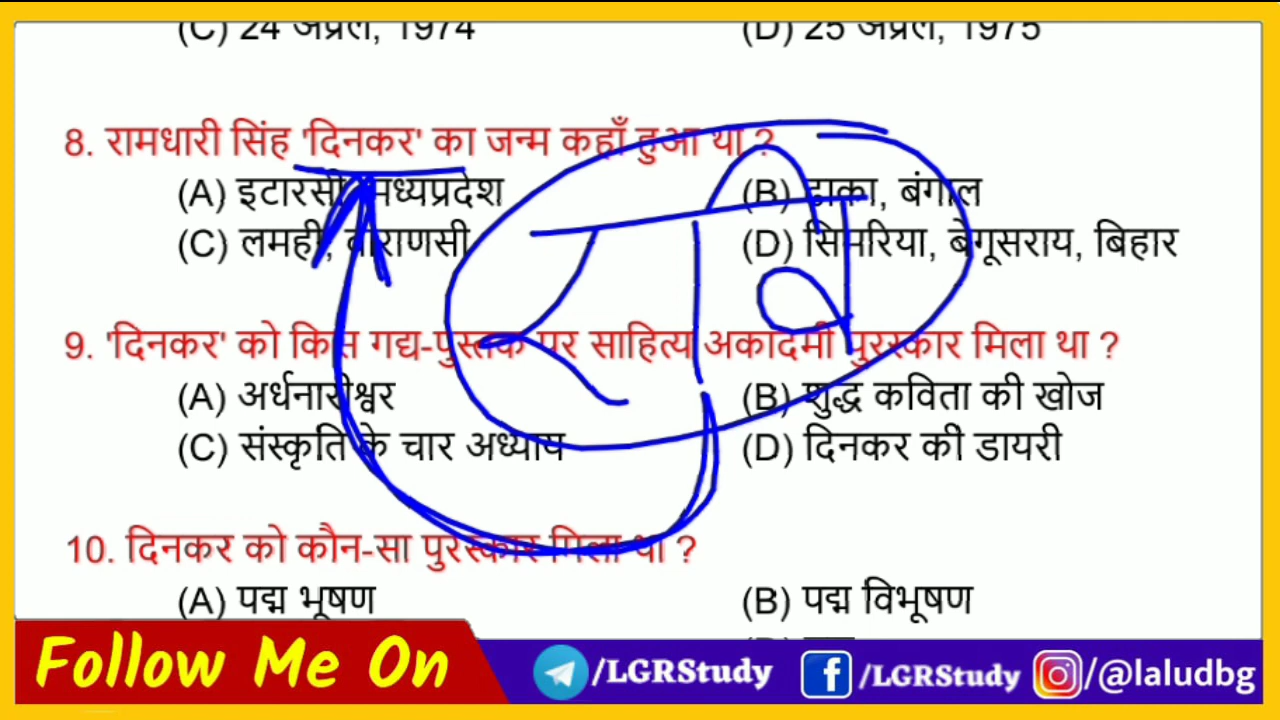 (C) 24 अप्रैल, 1974 (D) 25 अप्रैल, 1975
8. रामधारी सिंह 'दिनकर' का जन्म कहाँ हुआ था ?
(A) इटारसी, मध्यप्रदेश (B) ढाका, बंगाल
(C) लमही, वाराणसी (D) सिमरिया, बेगूसराय, बिहार
9. 'दिनकर' को किस गद्य-पुस्तक पर साहित्य अकादमी पुरस्कार मिला था ?
(A) अर्धनारीश्वर (B) शुद्ध कविता की खोज
(C) संस्कृति के चार अध्याय (D) दिनकर की डायरी
10. दिनकर को कौन-सा पुरस्कार मिला था ?
(A) पद्म भूषण (B) पद्म विभूषण
Follow Me On /LGRStudy /LGRStudy /@laludbg